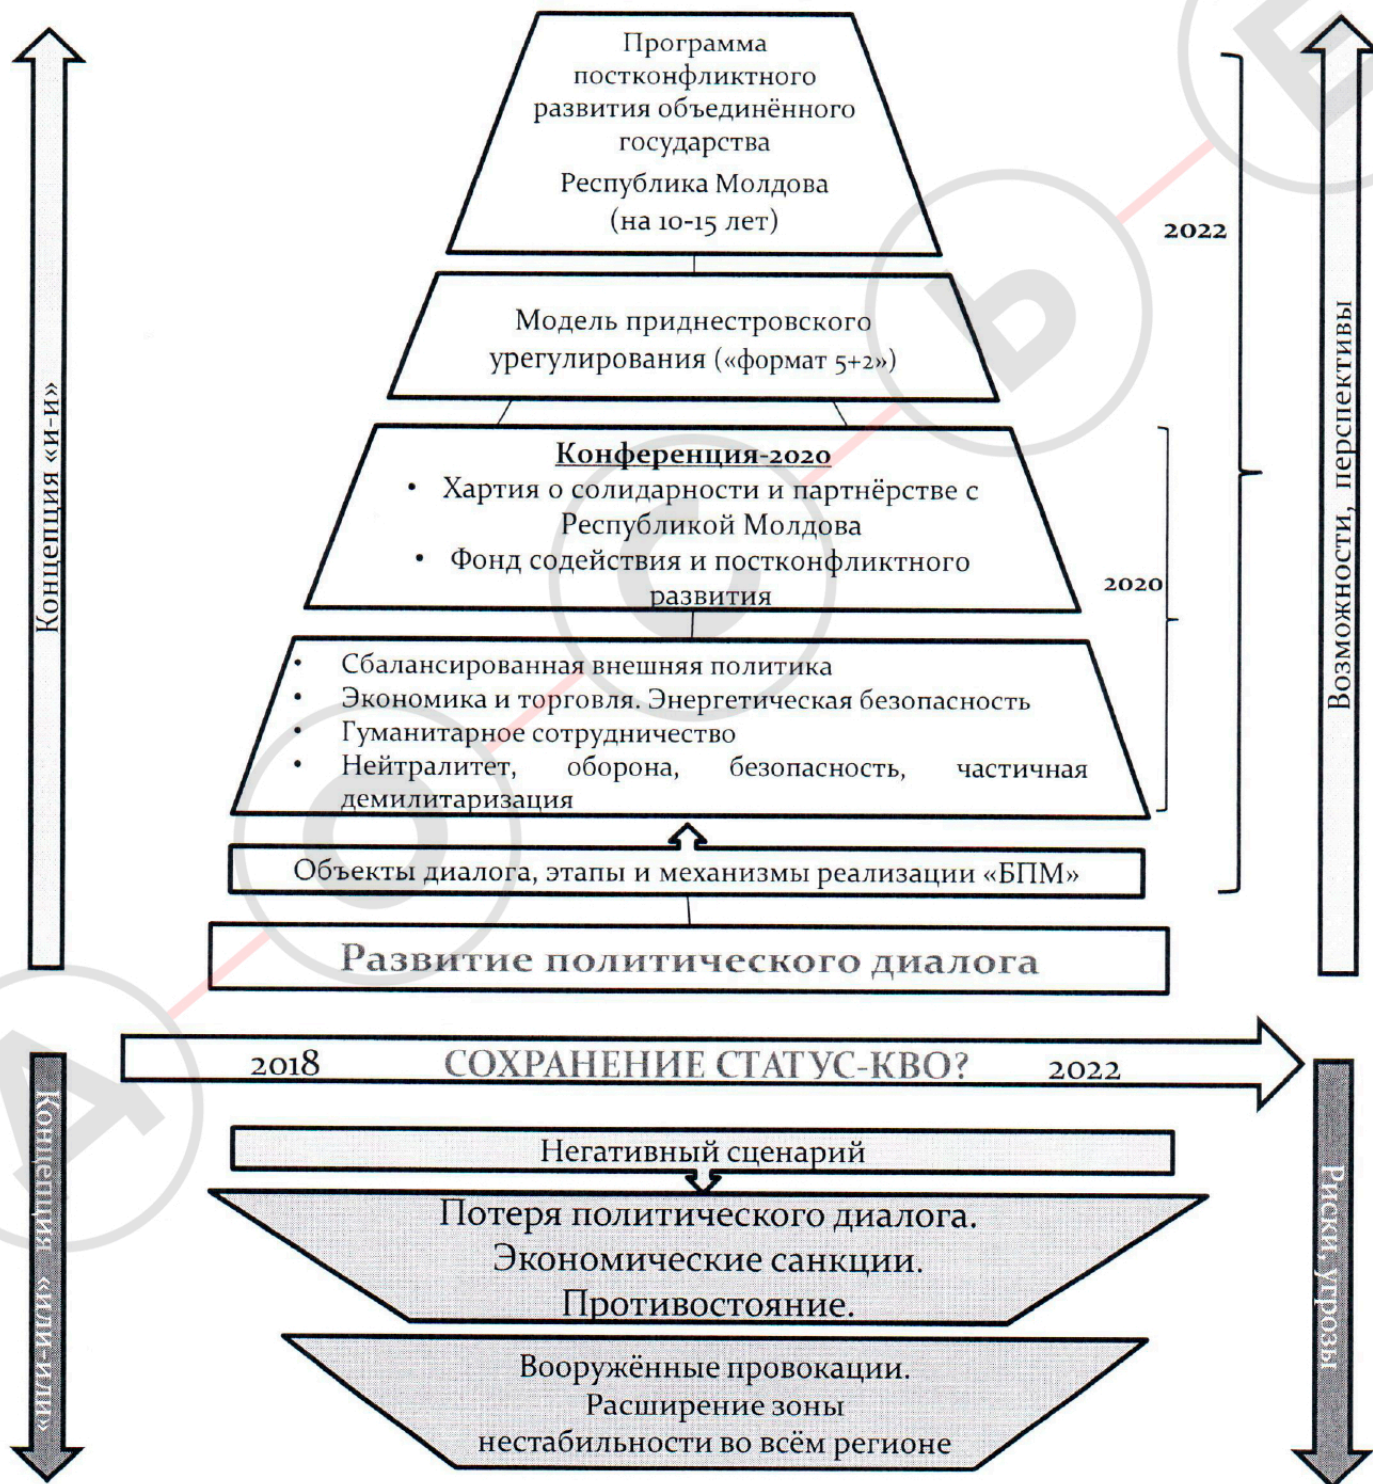 Программа
постконфликтного
развития объединённого
государства
Республика Молдова
(на 10-15 лет)
2022
Модель приднестровского
урегулирования («формат 5+2»)
Конференция-2020
• Хартия о солидарности и партнёрстве с
Республикой Молдова
• Фонд содействия и постконфликтного
развития
2020
• Сбалансированная внешняя политика
• Экономика и торговля. Энергетическая безопасность
• Гуманитарное сотрудничество
• Нейтралитет, оборона, безопасность, частичная
демилитаризация
Объекты диалога, этапы и механизмы реализации «БПМ»
Развитие политического диалога
Концепция «и-и»
Возможности, перспективы
2018 СОХРАНЕНИЕ СТАТУС-КВО? 2022
Негативный сценарий
Потеря политического диалога.
Экономические санкции.
Противостояние.
Вооружённые провокации.
Расширение зоны
нестабильности во всём регионе
Концепция «или-или»
Риски, угрозы
ДОСЬЕ